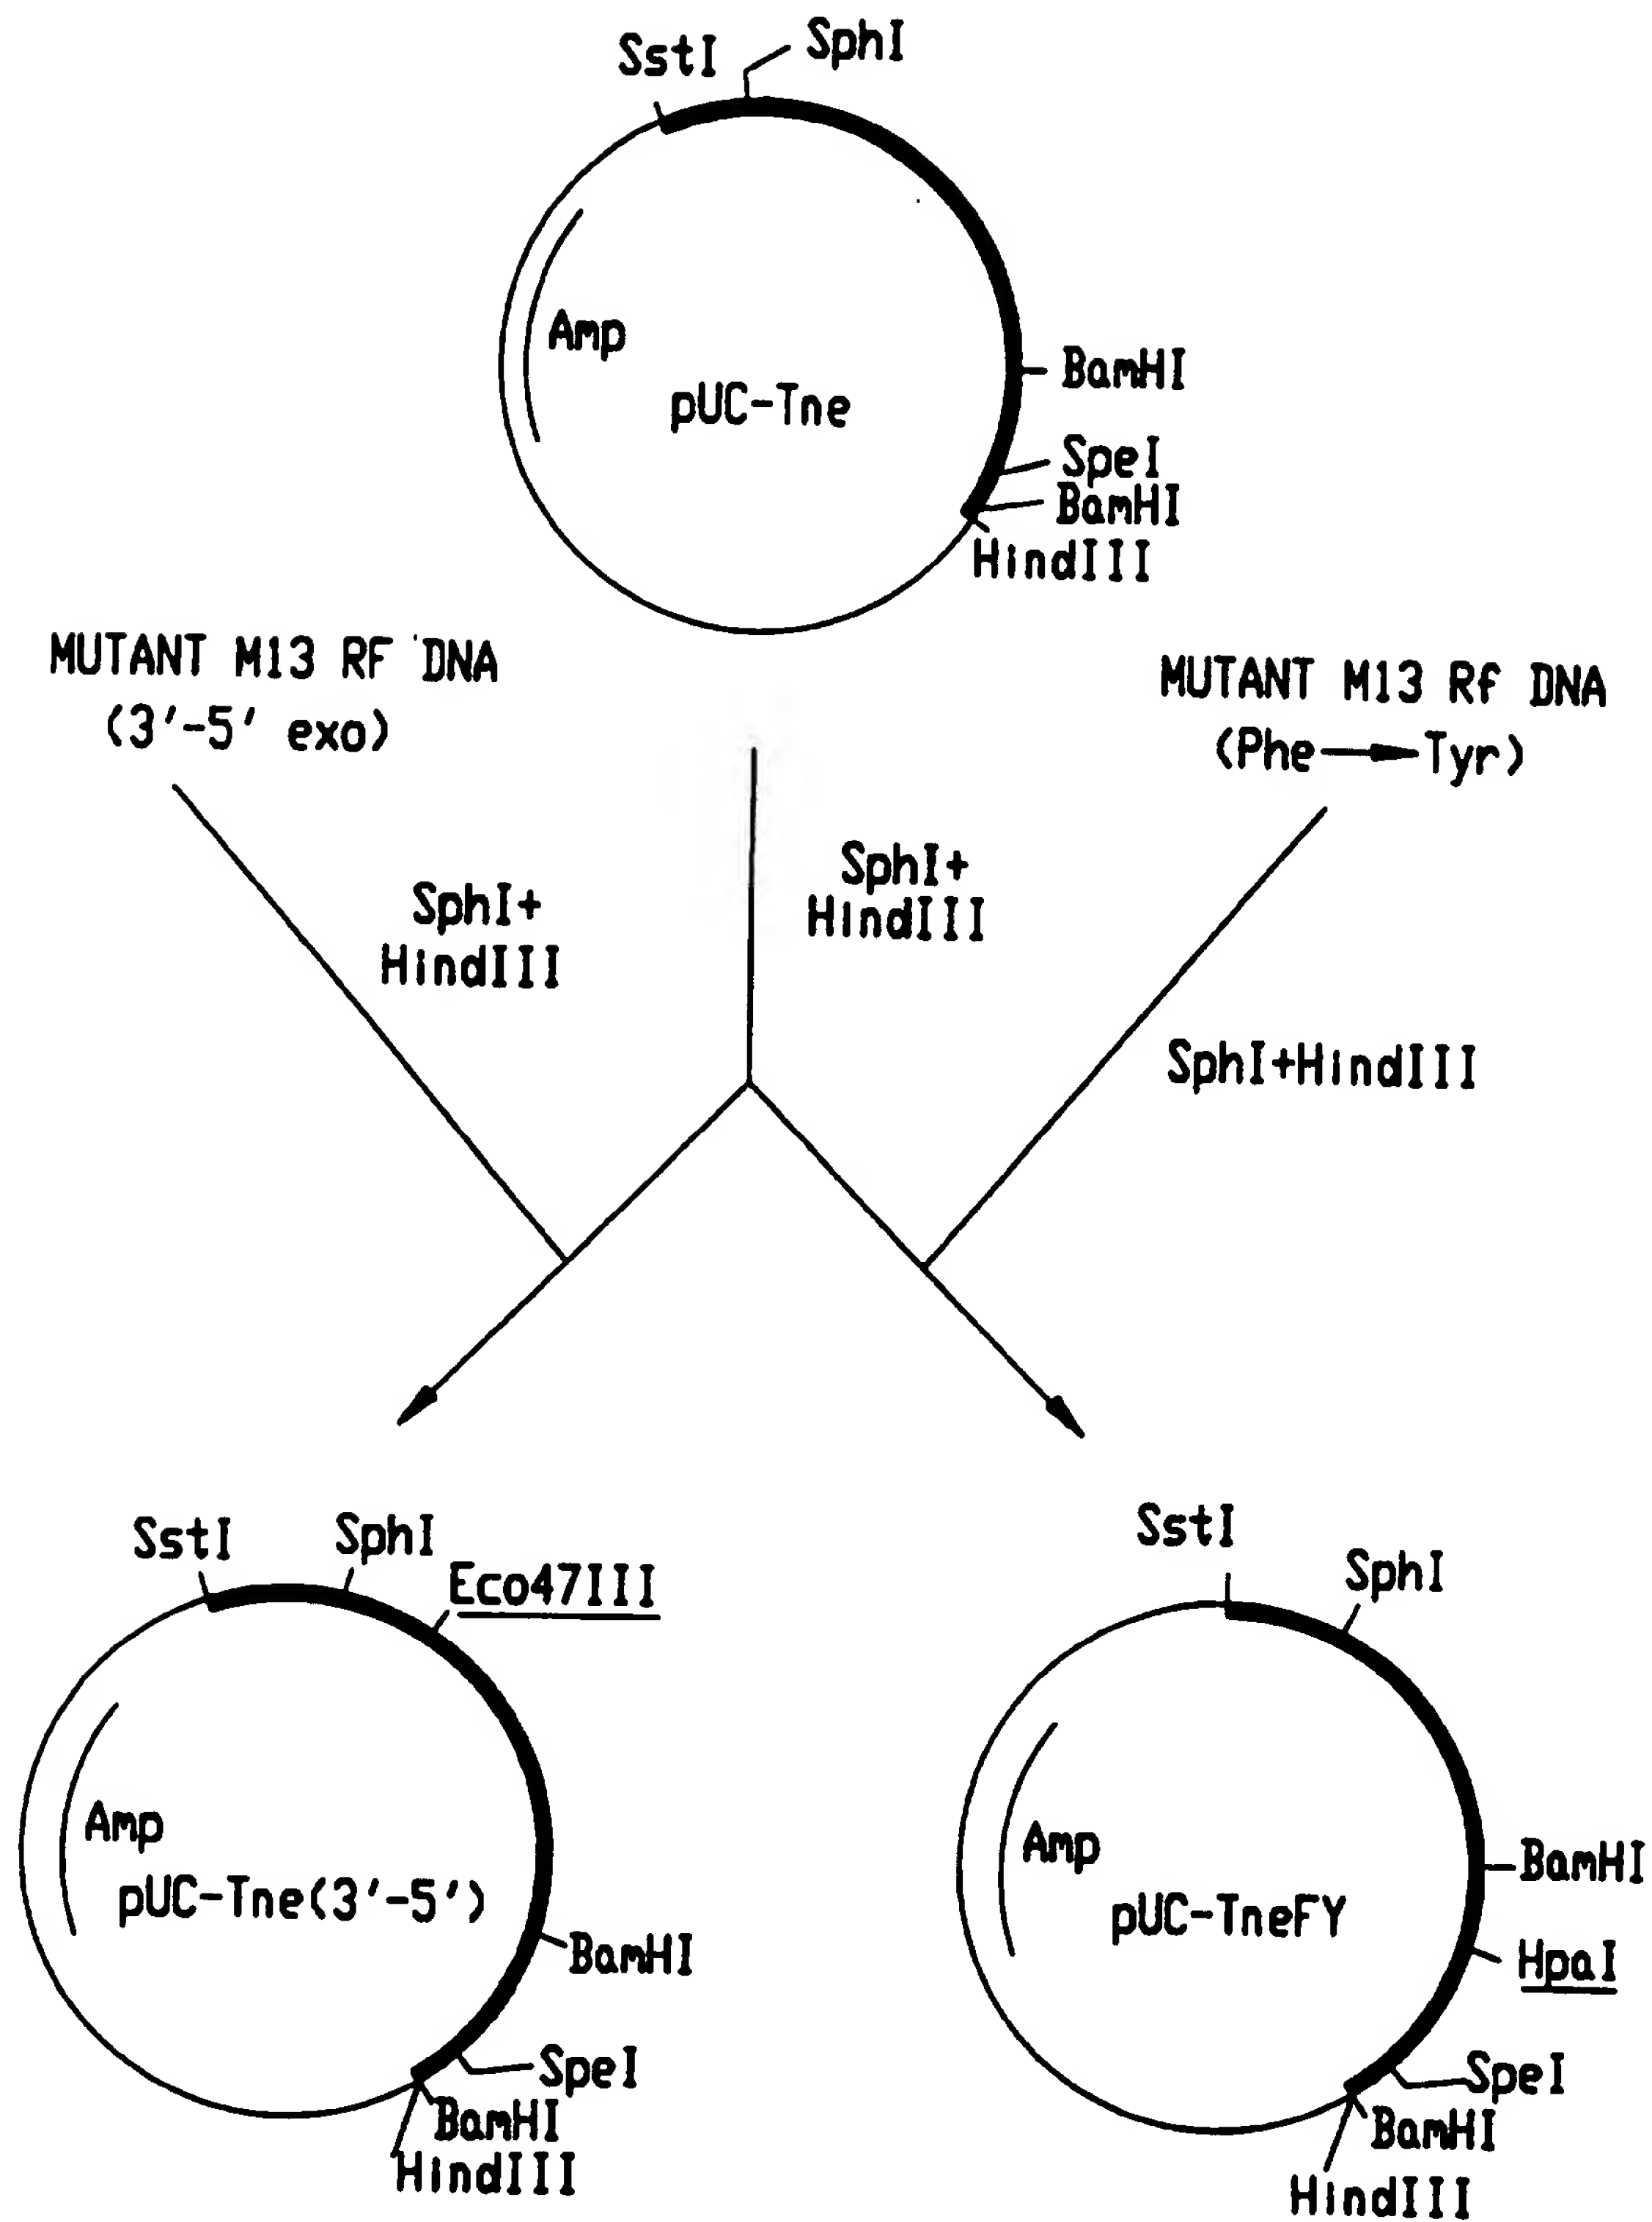 SstI
SphI
Amp
pUC-Tne
BamHI
SpeI
BamHI
HindIII
MUTANT M13 RF DNA
(3'-5' exo)
MUTANT M13 Rf DNA
(Phe→Tyr)
SphI+
HindIII
SphI+
HindIII
SphI+HindIII
SstI
SphI
Eco47III
Amp
pUC-Tne(3'-5')
BamHI
SpeI
BamHI
HindIII
SstI
SphI
Amp
pUC-TneFY
BamHI
HpaI
SpeI
BamHI
HindIII